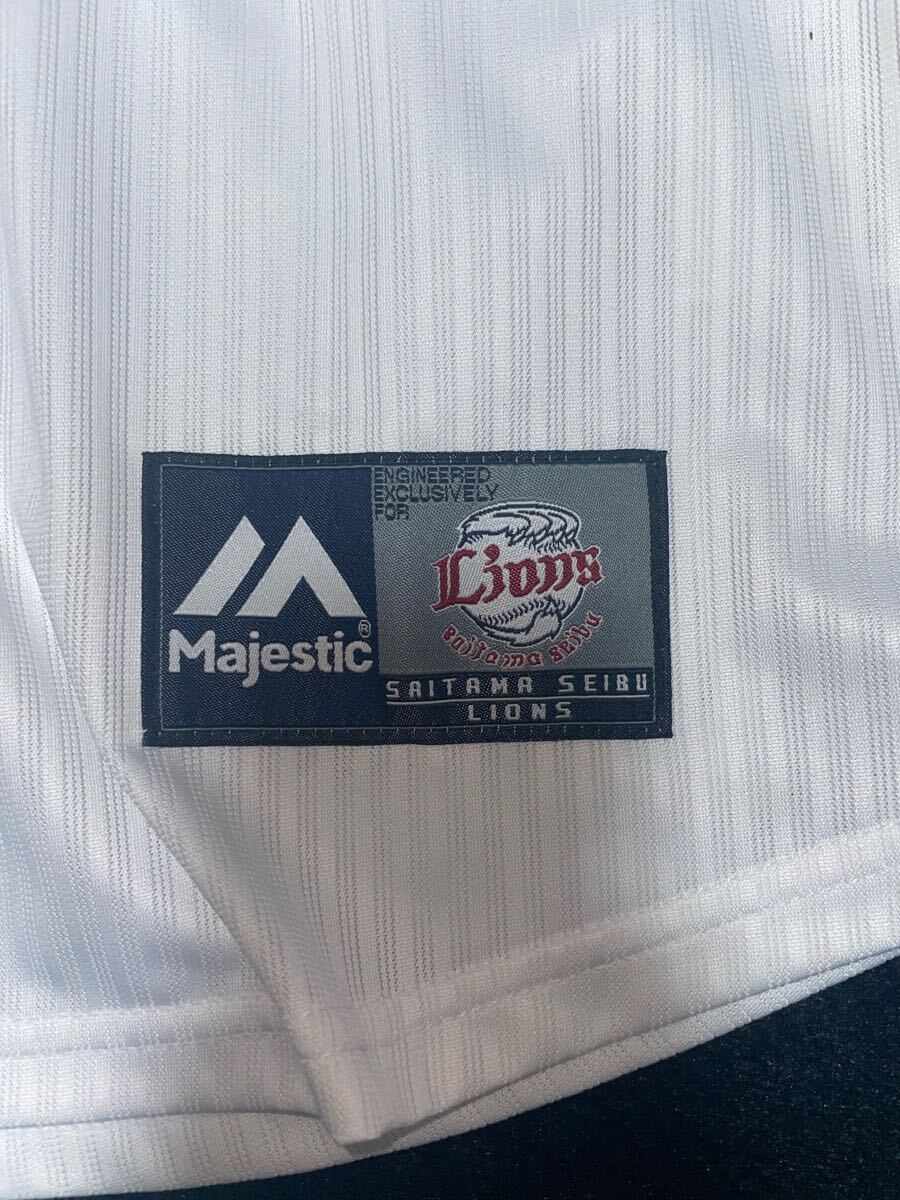 Majestic®
ENGINEERED
EXCLUSIVELY
FOR
Lions
Saitama Seibu
SAITAMA SEIBU
LIONS